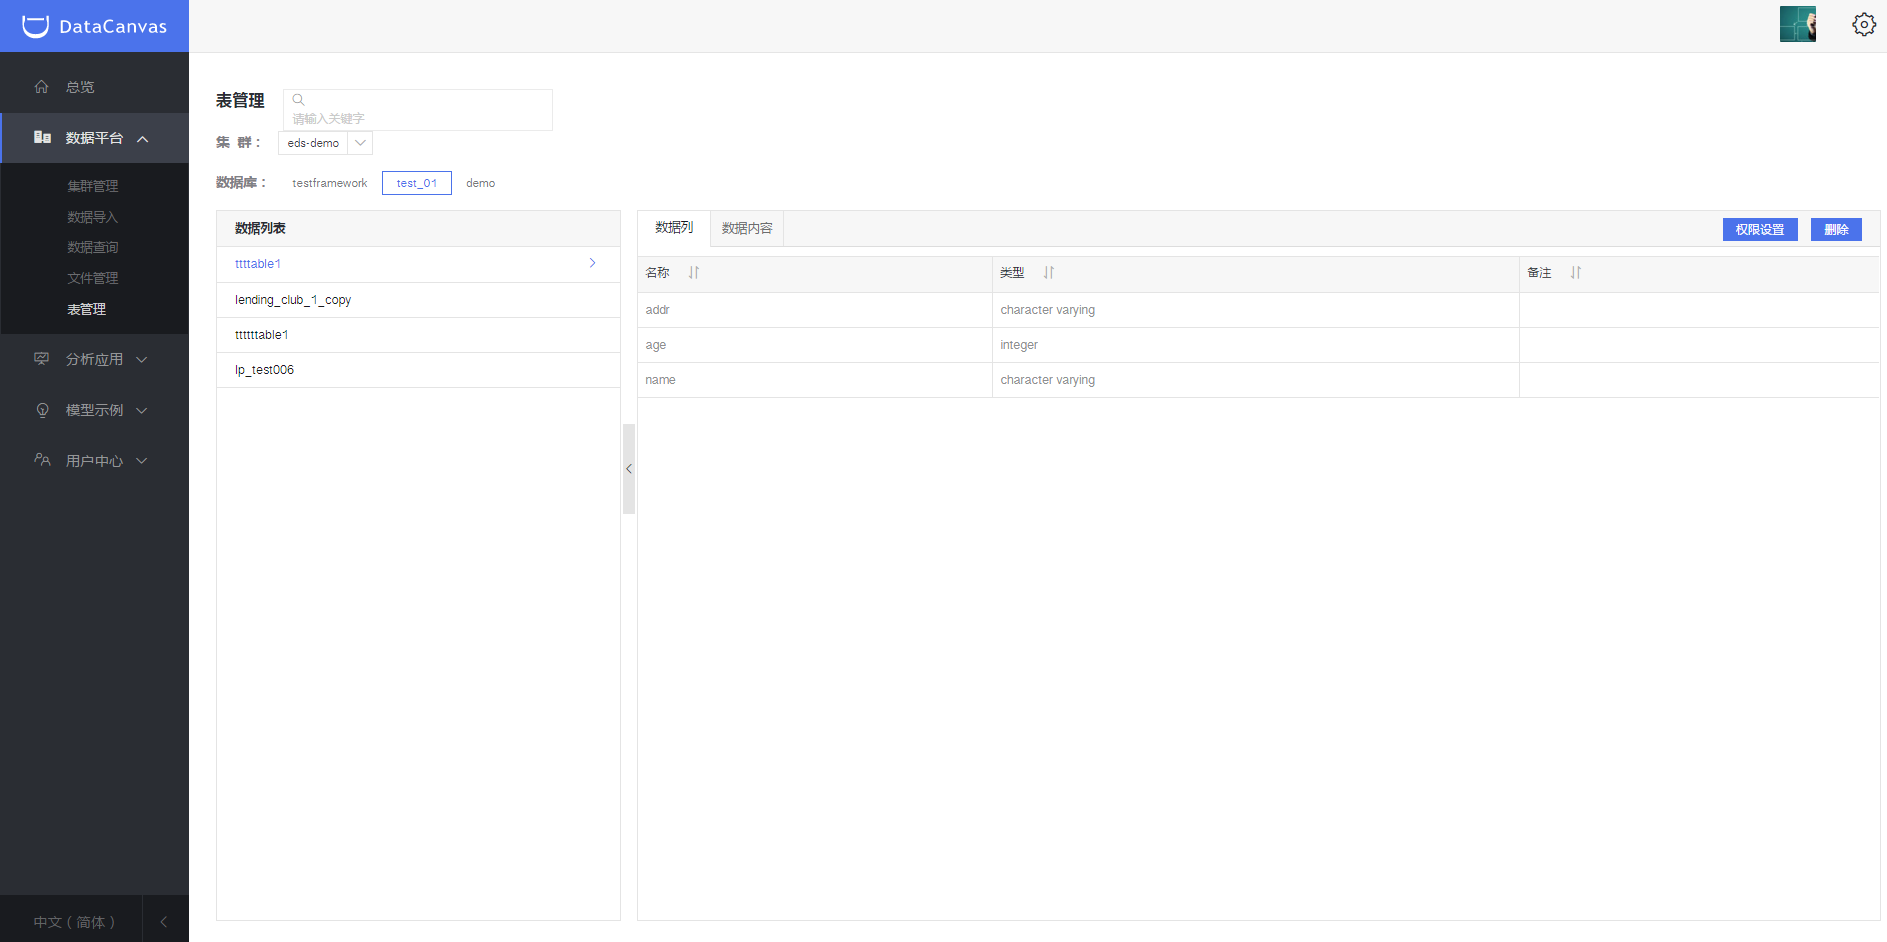 DataCanvas
总览
数据平台
集群管理
数据导入
数据查询
文件管理
表管理
分析应用
模型示例
用户中心
中文（简体）
表管理
请输入关键字
集 群： eds-demo
数据库： testframework test_01 demo
数据列表
ttttable1
lending_club_1_copy
ttttttable1
lp_test006
数据列 数据内容 权限设置 删除
名称 类型 备注
addr character varying
age integer
name character varying